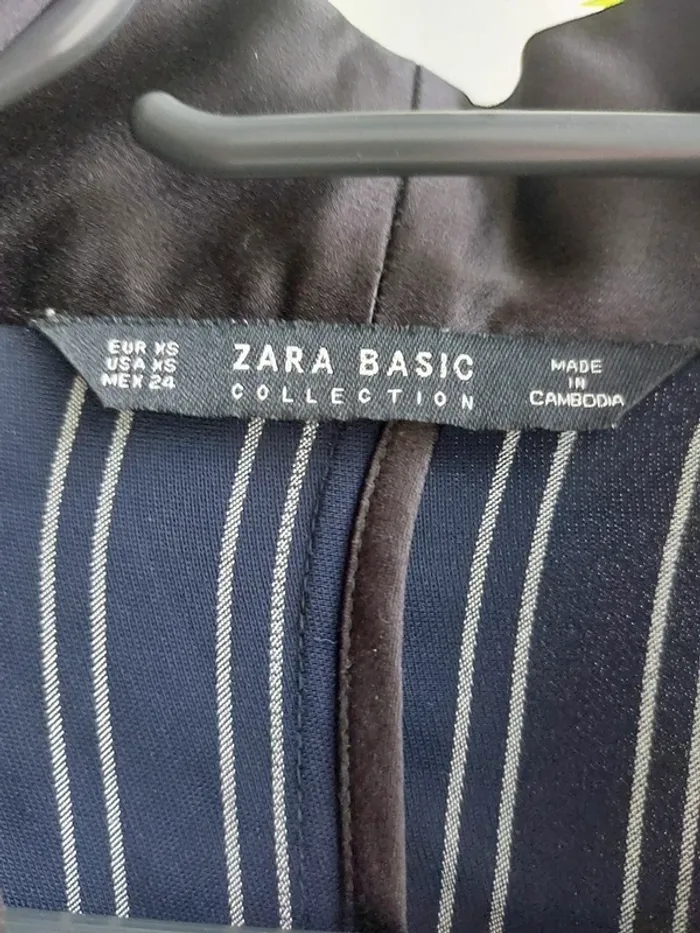 EUR XS
USA XS
MEX 24
ZARA BASIC
COLLECTION
MADE
IN
CAMBODIA